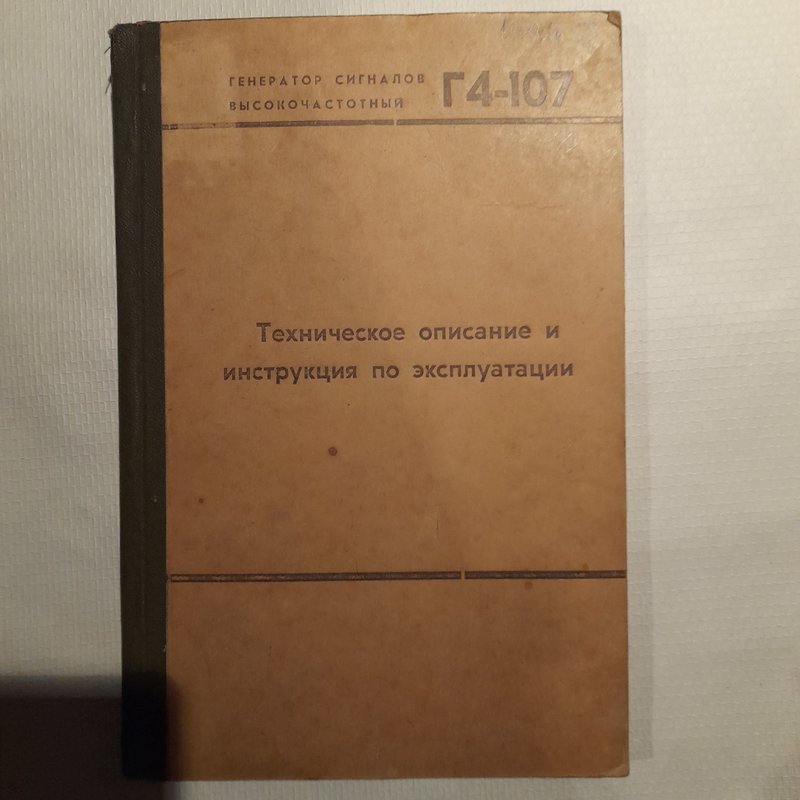 ГЕНЕРАТОР СИГНАЛОВ
ВЫСОКОЧАСТОТНЫЙ Г4-107
Техническое описание и
инструкция по эксплуатации